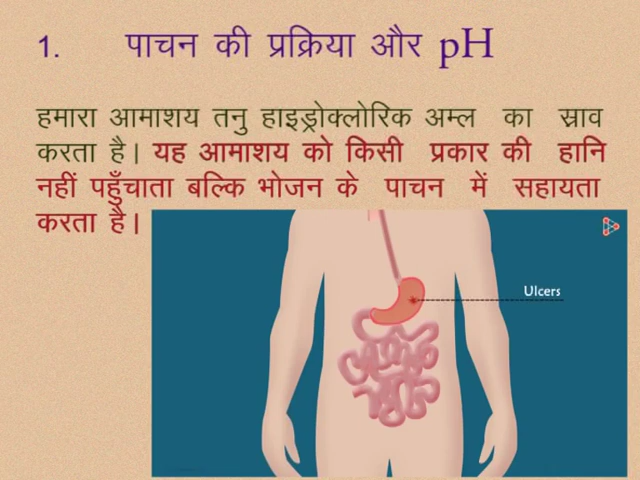 1. पाचन की प्रक्रिया और pH
हमारा आमाशय तनु हाइड्रोक्लोरिक अम्ल का स्राव
करता है। यह आमाशय को किसी प्रकार की हानि
नहीं पहुँचाता बल्कि भोजन के पाचन में सहायता
करता है।
Ulcers